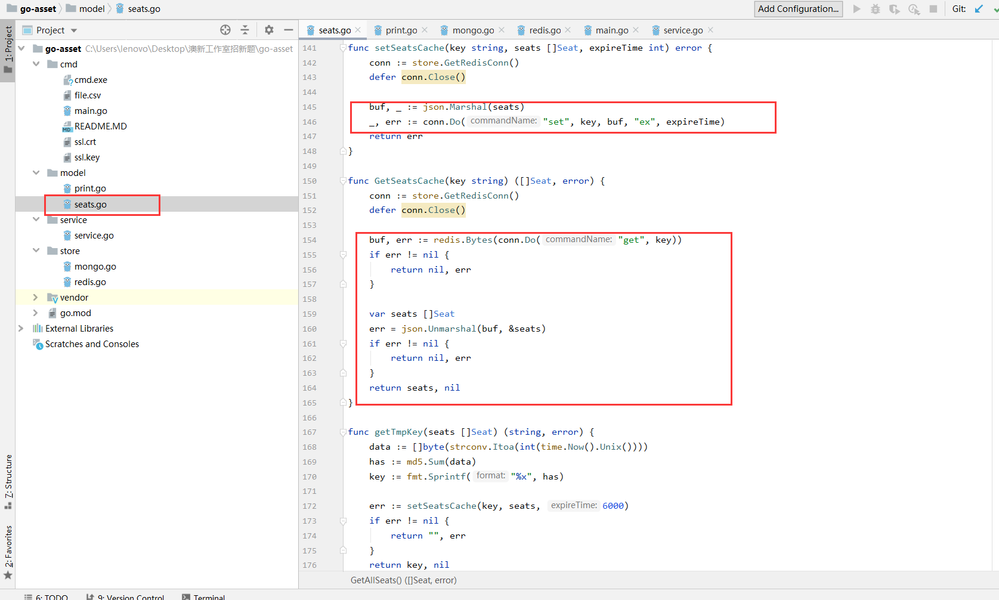 go-asset model seats.go Add Configuration... Git:
Project
seats.go print.go mongo.go redis.go main.go service.go
1: Project
7: Structure
2: Favorites
go-asset C:\Users\lenovo\Desktop\澳新工作室招新题\go-asset
cmd
cmd.exe
file.csv
main.go
README.MD
ssl.crt
ssl.key
model
print.go
seats.go
service
service.go
store
mongo.go
redis.go
vendor
go.mod
External Libraries
Scratches and Consoles
141 func setSeatsCache(key string, seats []Seat, expireTime int) error {
142 conn := store.GetRedisConn()
143 defer conn.Close()
144
145 buf, _ := json.Marshal(seats)
146 _, err := conn.Do( commandName: "set", key, buf, "ex", expireTime)
147 return err
148 }
149
150 func GetSeatsCache(key string) ([]Seat, error) {
151 conn := store.GetRedisConn()
152 defer conn.Close()
153
154 buf, err := redis.Bytes(conn.Do( commandName: "get", key))
155 if err != nil {
156 return nil, err
157 }
158
159 var seats []Seat
160 err = json.Unmarshal(buf, &seats)
161 if err != nil {
162 return nil, err
163 }
164 return seats, nil
165 }
166
167 func getTmpKey(seats []Seat) (string, error) {
168 data := []byte(strconv.Itoa(int(time.Now().Unix())))
169 has := md5.Sum(data)
170 key := fmt.Sprintf( format: "%x", has)
171
172 err := setSeatsCache(key, seats, expireTime: 6000)
173 if err != nil {
174 return "", err
175 }
176 return key, nil
GetAllSeats() ([]Seat, error)
6: TODO 9: Version Control Terminal